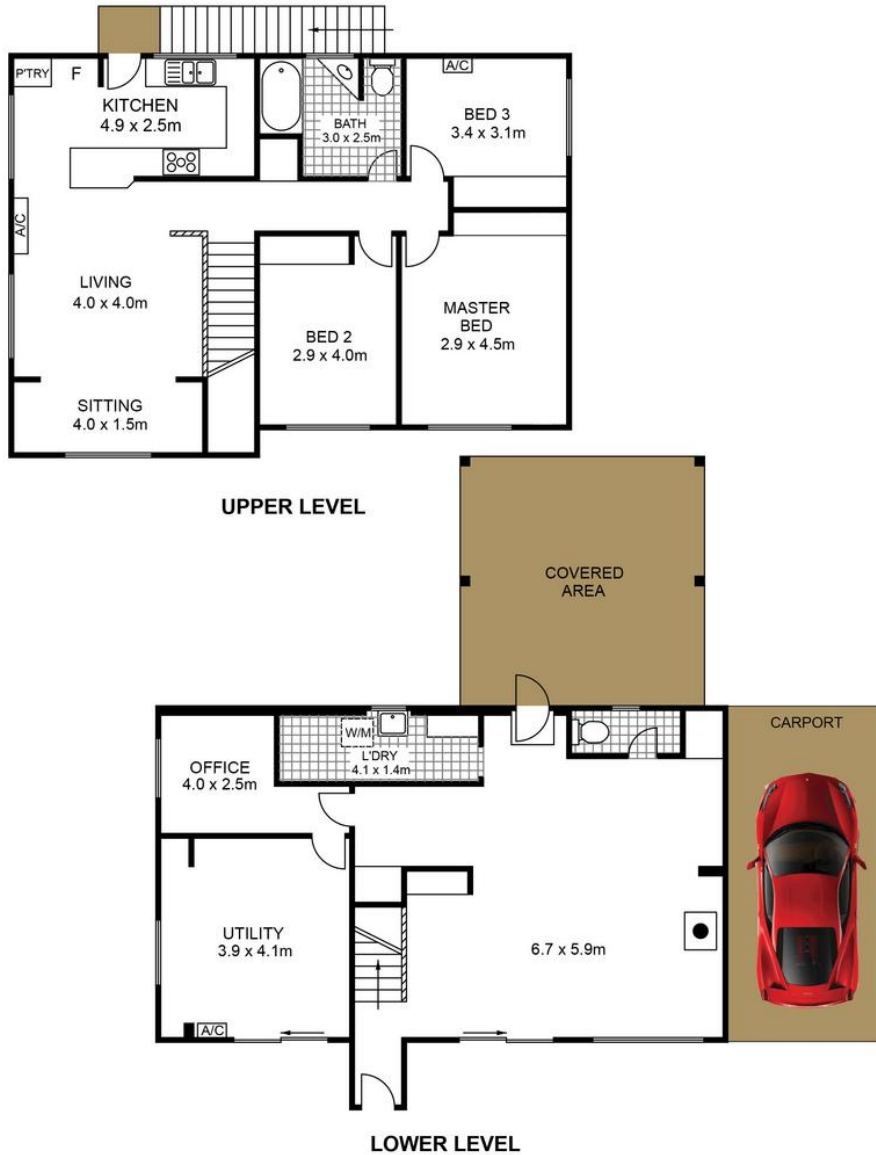 P'TRY
F
KITCHEN
4.9 x 2.5m
A/C
BATH
3.0 x 2.5m
A/C
BED 3
3.4 x 3.1m
LIVING
4.0 x 4.0m
BED 2
2.9 x 4.0m
MASTER
BED
2.9 x 4.5m
SITTING
4.0 x 1.5m
UPPER LEVEL
COVERED
AREA
CARPORT
OFFICE
4.0 x 2.5m
W/M
L'DRY
4.1 x 1.4m
UTILITY
3.9 x 4.1m
A/C
6.7 x 5.9m
LOWER LEVEL